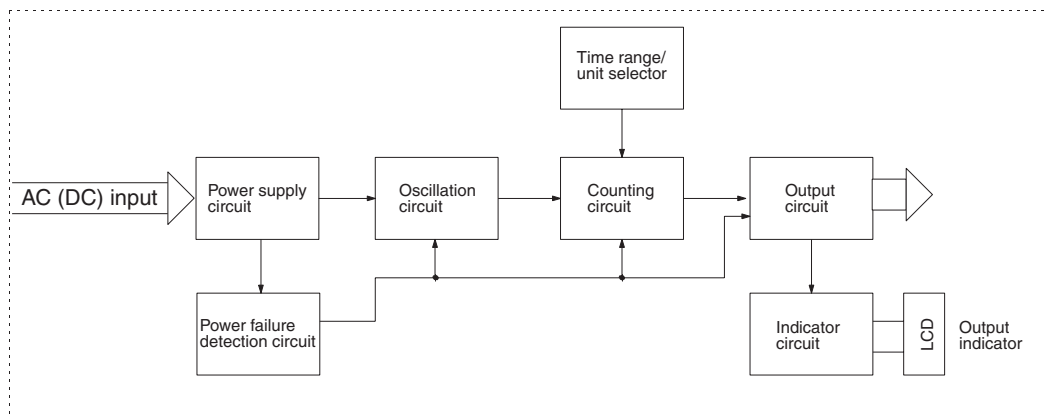 Time range/
unit selector
AC (DC) input
Power supply
circuit
Oscillation
circuit
Counting
circuit
Output
circuit
Power failure
detection circuit
Indicator
circuit
LCD
Output
indicator